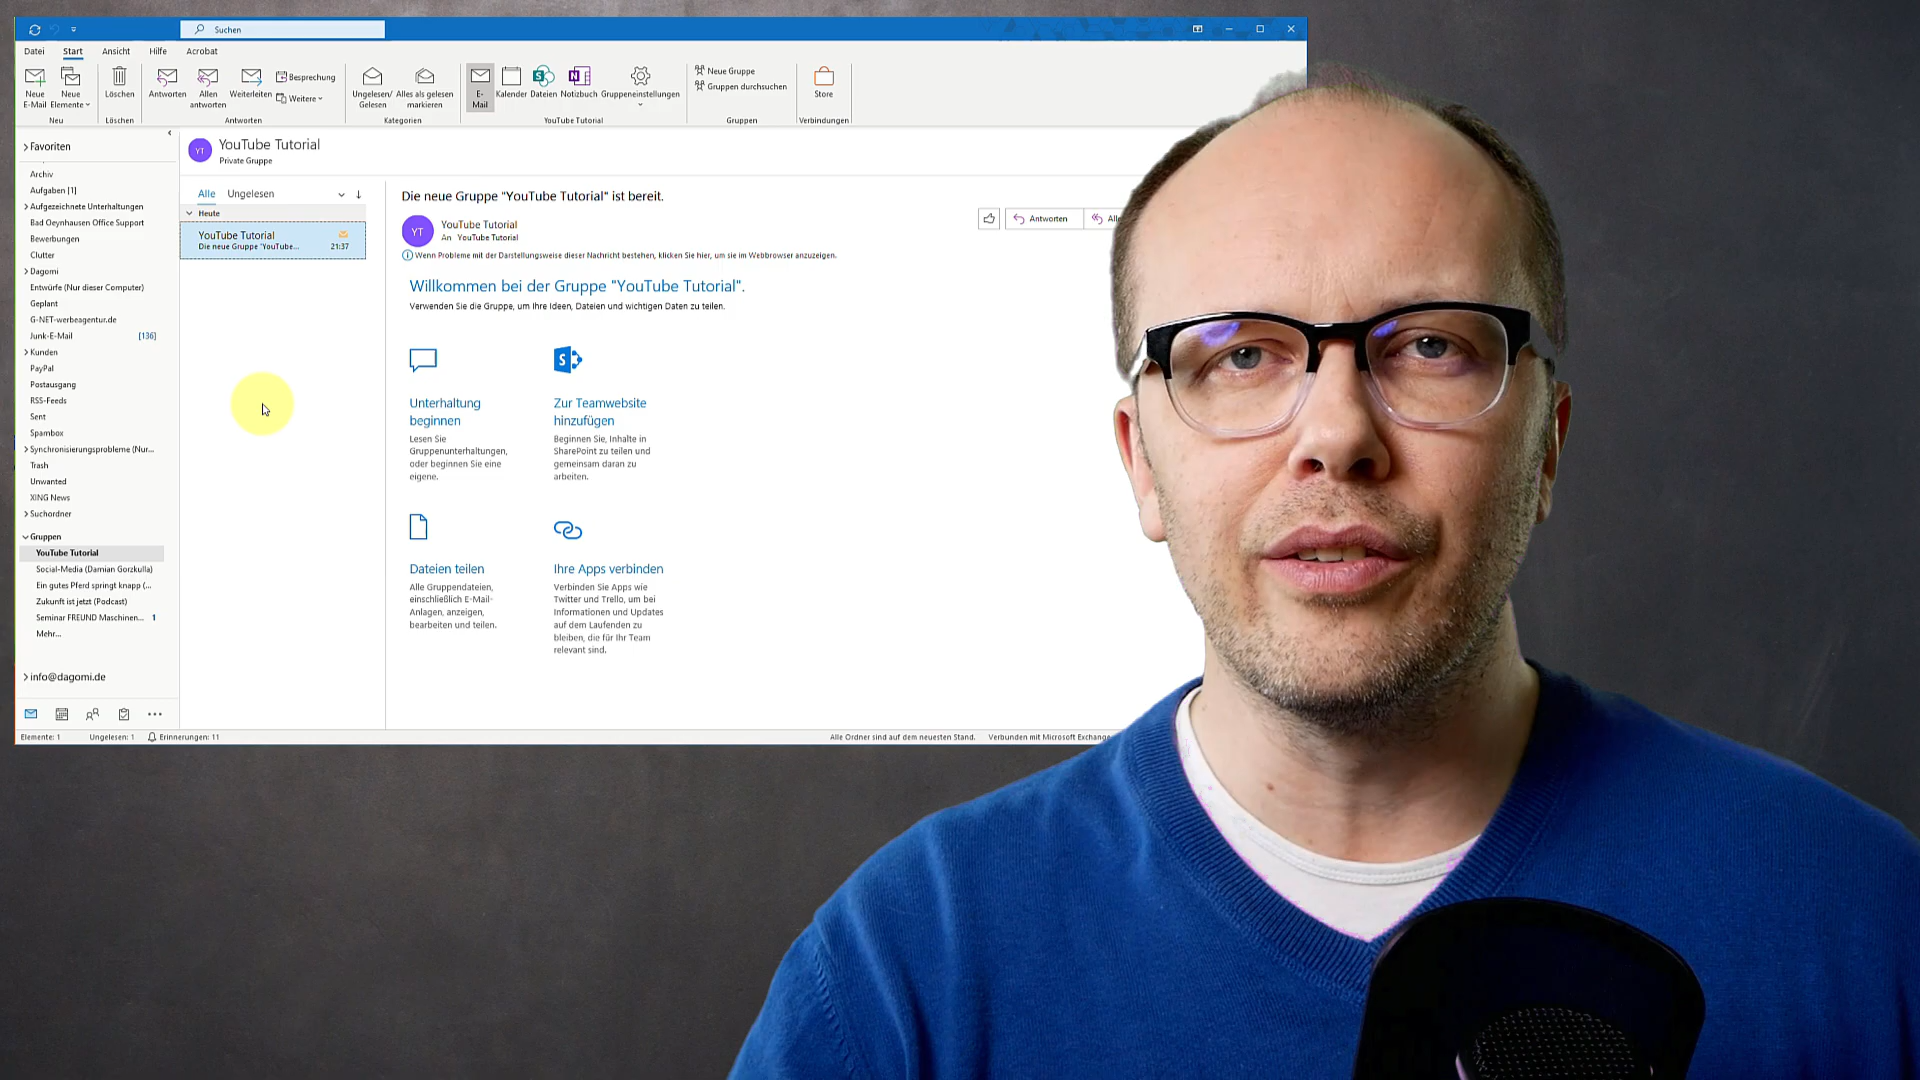 Suchen
Datei Start Ansicht Hilfe Acrobat
Neue E-Mail
Neue Elemente
Löschen
Antworten
Allen antworten
Weiterleiten
Besprechung
Weitere
Ungelesen/ Gelesen
Alles als gelesen markieren
E-Mail
Kalender
Dateien
Notizbuch
Gruppeneinstellungen
Neue Gruppe
Gruppen durchsuchen
Store
Neu Löschen Antworten Kategorien YouTube Tutorial Gruppen Verbindungen
Favoriten
Archiv
Aufgaben [1]
Aufgezeichnete Unterhaltungen
Bad Oeynhausen Office Support
Bewerbungen
Clutter
Dagomi
Entwürfe (Nur dieser Computer)
Geplant
G-NET-werbeagentur.de
Junk-E-Mail [136]
Kunden
PayPal
Postausgang
RSS-Feeds
Sent
Spambox
Synchronisierungsprobleme (Nur...
Trash
Unwanted
XING News
Suchordner
Gruppen
YouTube Tutorial
Social-Media (Damian Gorzkulla)
Ein gutes Pferd springt knapp (...
Zukunft ist jetzt (Podcast)
Seminar FREUND Maschinen... 1
Mehr...
info@dagomi.de
YT
YouTube Tutorial
Private Gruppe
Alle Ungelesen
Heute
YouTube Tutorial
Die neue Gruppe "YouTube... 21:37
Die neue Gruppe "YouTube Tutorial" ist bereit.
YT
YouTube Tutorial
An YouTube Tutorial
Antworten
Wenn Probleme mit der Darstellungsweise dieser Nachricht bestehen, klicken Sie hier, um sie im Webbrowser anzuzeigen.
Willkommen bei der Gruppe "YouTube Tutorial".
Verwenden Sie die Gruppe, um Ihre Ideen, Dateien und wichtigen Daten zu teilen.
Unterhaltung
beginnen
Lesen Sie
Gruppenunterhaltungen,
oder beginnen Sie eine
eigene.
Zur Teamwebsite
hinzufügen
Beginnen Sie, Inhalte in
SharePoint zu teilen und
gemeinsam daran zu
arbeiten.
Dateien teilen
Alle Gruppendateien,
einschließlich E-Mail-
Anlagen, anzeigen,
bearbeiten und teilen.
Ihre Apps verbinden
Verbinden Sie Apps wie
Twitter und Trello, um bei
Informationen und Updates
auf dem Laufenden zu
bleiben, die für Ihr Team
relevant sind.
Elemente: 1 Ungelesen: 1 Erinnerungen: 11
Alle Ordner sind auf dem neuesten Stand. Verbunden mit Microsoft Exchange